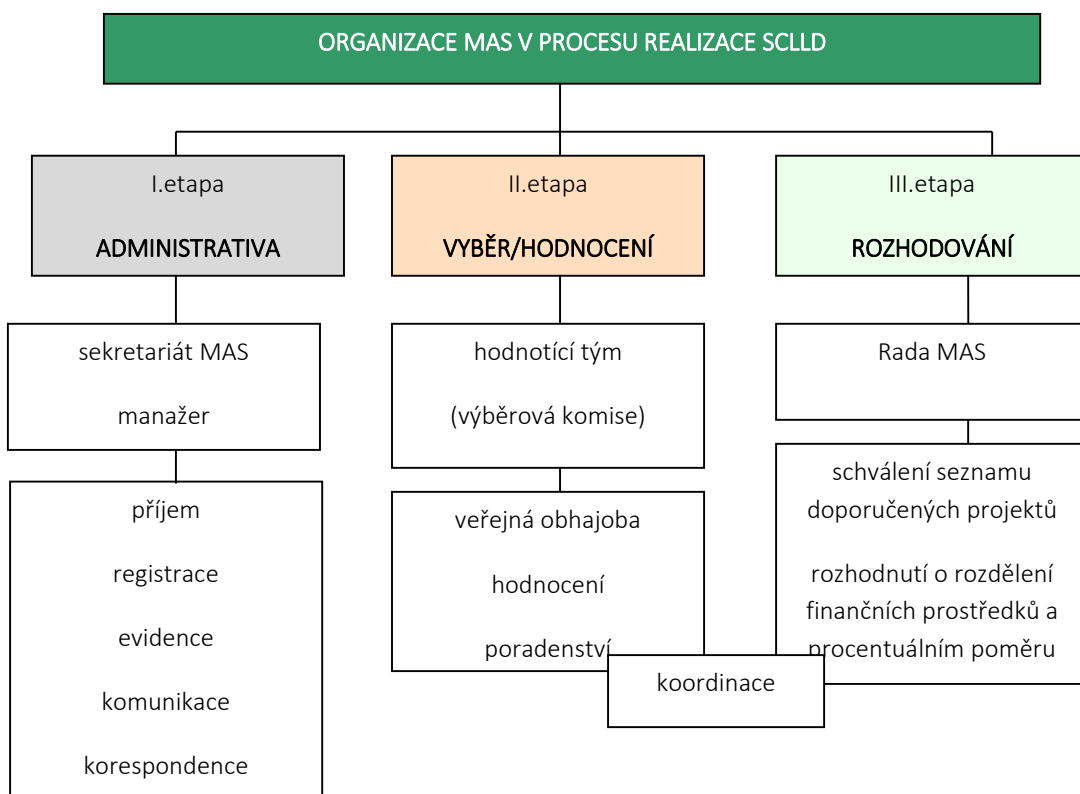 ORGANIZACE MAS V PROCESU REALIZACE SCLLD
I.etapa
ADMINISTRATIVA
II.etapa
VYBĚR/HODNOCENÍ
III.etapa
ROZHODOVÁNÍ
sekretariát MAS
manažer
hodnotící tým
(výběrová komise)
Rada MAS
příjem
registrace
evidence
komunikace
korespondence
veřejná obhajoba
hodnocení
poradenství
schválení seznamu
doporučených projektů
rozhodnutí o rozdělení
finančních prostředků a
procentuálním poměru
koordinace